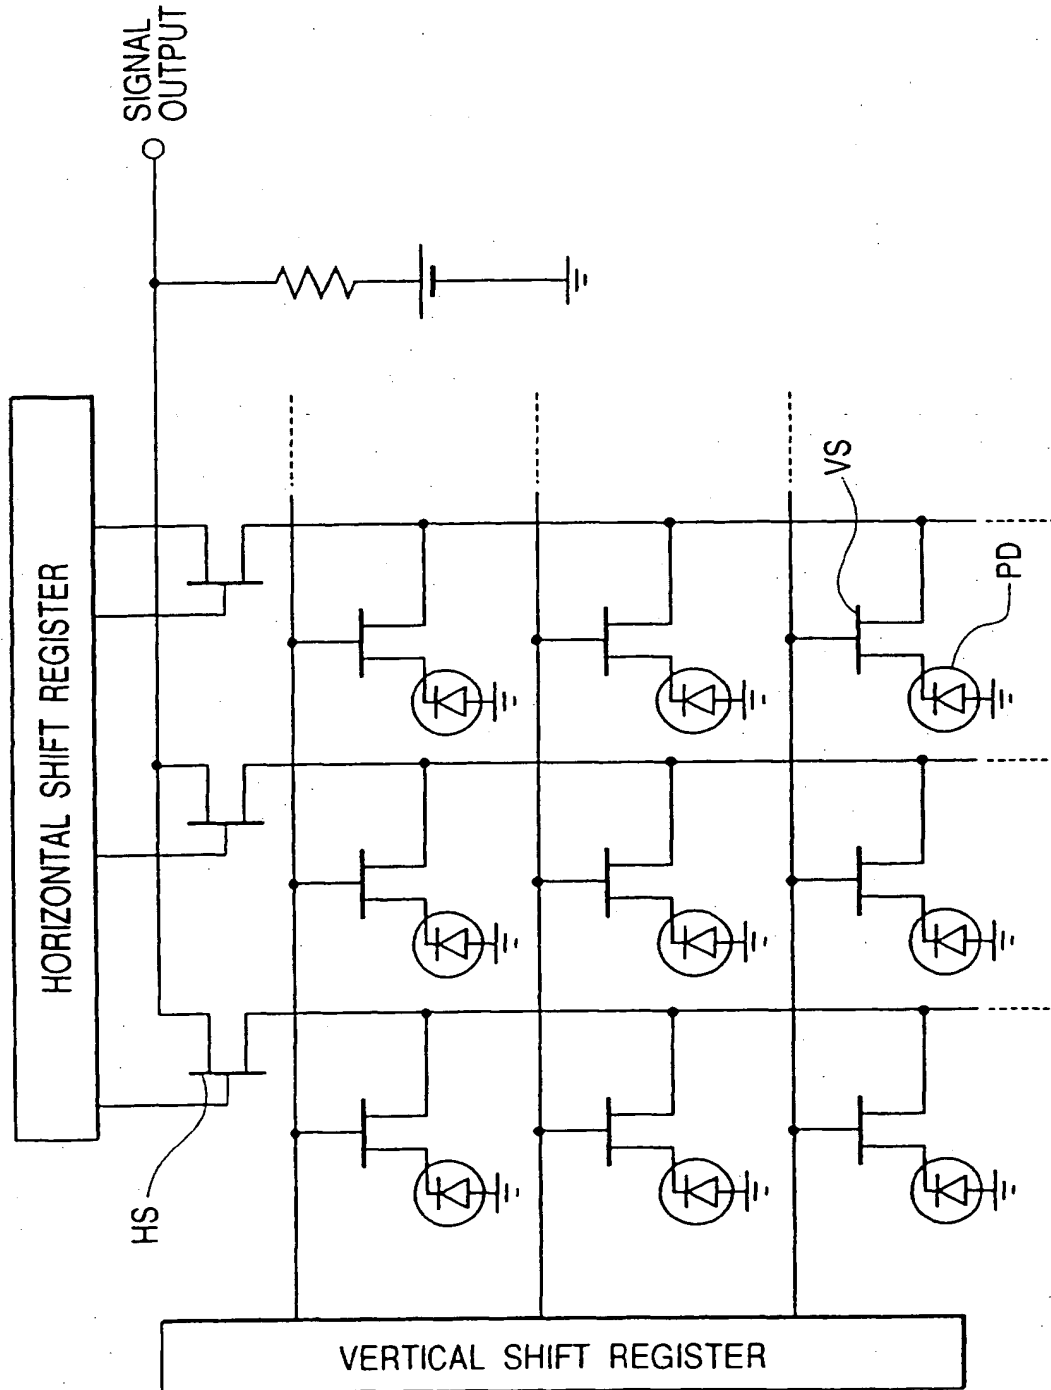 SIGNAL
OUTPUT
HORIZONTAL SHIFT REGISTER
VS
PD
HS
VERTICAL SHIFT REGISTER